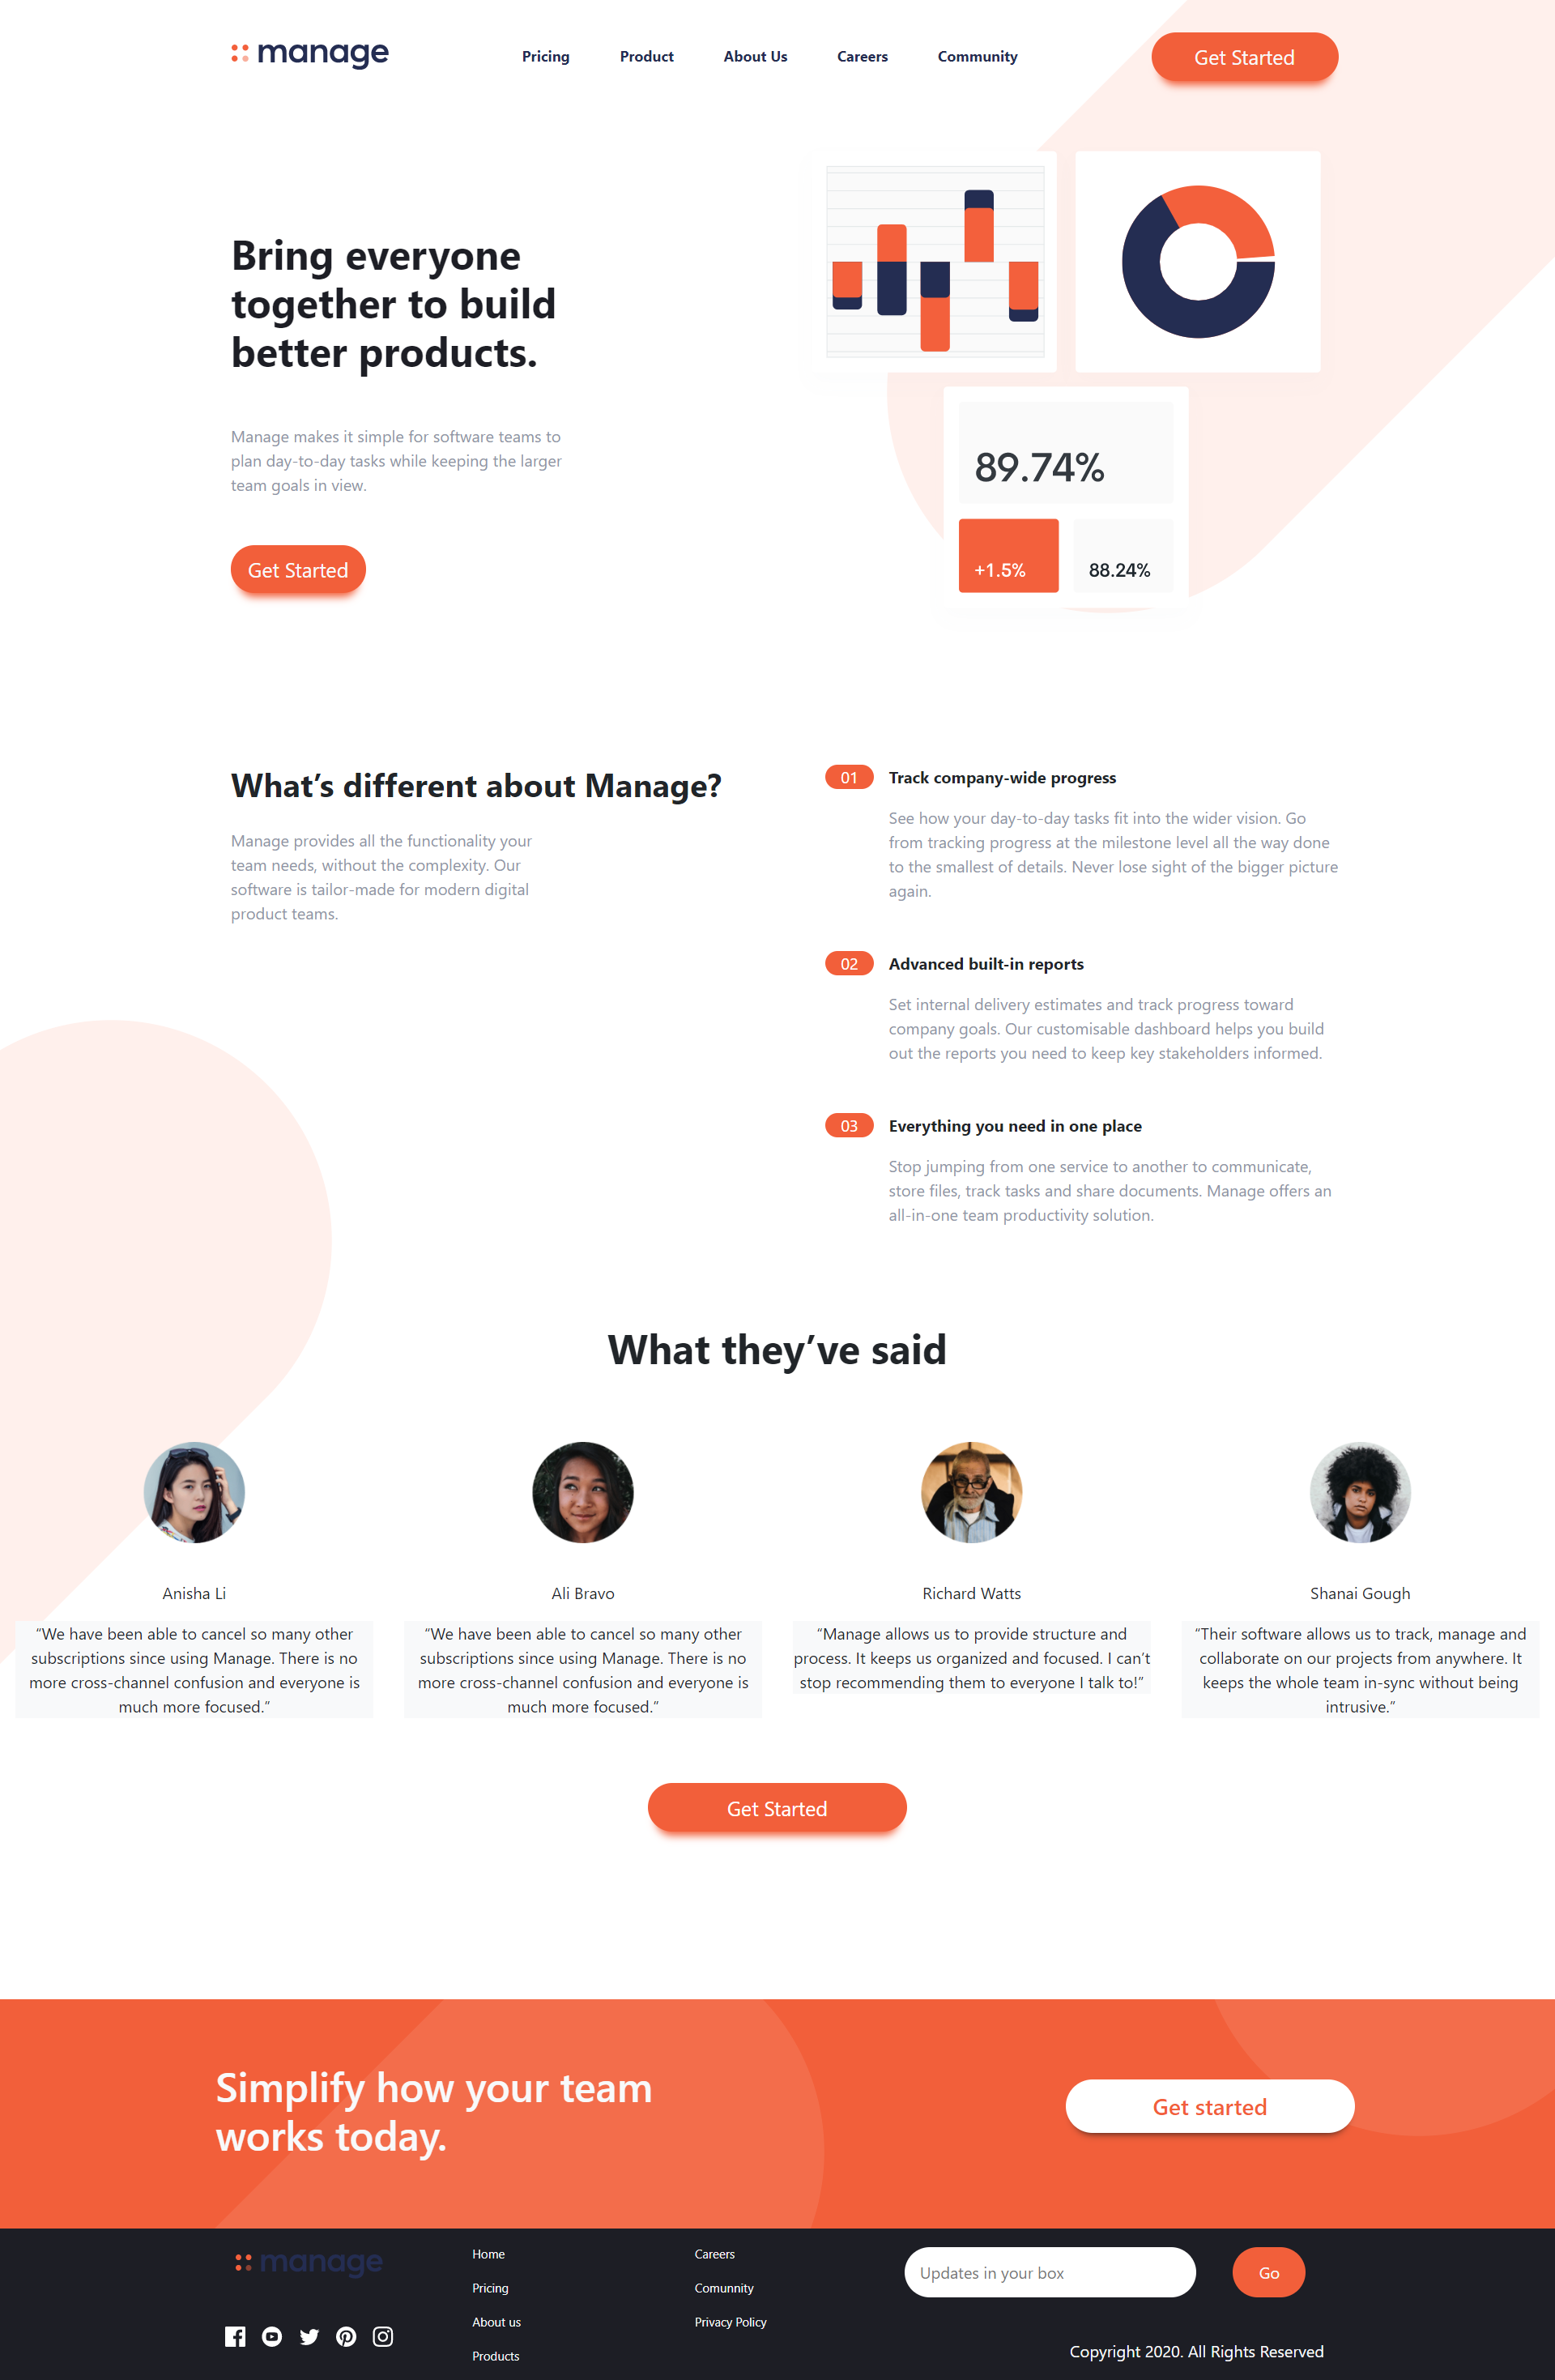 manage
Pricing
Product
About Us
Careers
Community
Get Started
Bring everyone
together to build
better products.
Manage makes it simple for software teams to
plan day-to-day tasks while keeping the larger
team goals in view.
Get Started
89.74%
+1.5%
88.24%
What’s different about Manage?
Manage provides all the functionality your
team needs, without the complexity. Our
software is tailor-made for modern digital
product teams.
01
Track company-wide progress
See how your day-to-day tasks fit into the wider vision. Go
from tracking progress at the milestone level all the way done
to the smallest of details. Never lose sight of the bigger picture
again.
02
Advanced built-in reports
Set internal delivery estimates and track progress toward
company goals. Our customisable dashboard helps you build
out the reports you need to keep key stakeholders informed.
03
Everything you need in one place
Stop jumping from one service to another to communicate,
store files, track tasks and share documents. Manage offers an
all-in-one team productivity solution.
What they’ve said
Anisha Li
“We have been able to cancel so many other
subscriptions since using Manage. There is no
more cross-channel confusion and everyone is
much more focused.”
Ali Bravo
“We have been able to cancel so many other
subscriptions since using Manage. There is no
more cross-channel confusion and everyone is
much more focused.”
Richard Watts
“Manage allows us to provide structure and
process. It keeps us organized and focused. I can’t
stop recommending them to everyone I talk to!”
Shanai Gough
“Their software allows us to track, manage and
collaborate on our projects from anywhere. It
keeps the whole team in-sync without being
intrusive.”
Get Started
Simplify how your team
works today.
Get started
manage
Home
Pricing
About us
Products
Careers
Comunnity
Privacy Policy
Updates in your box
Go
Copyright 2020. All Rights Reserved